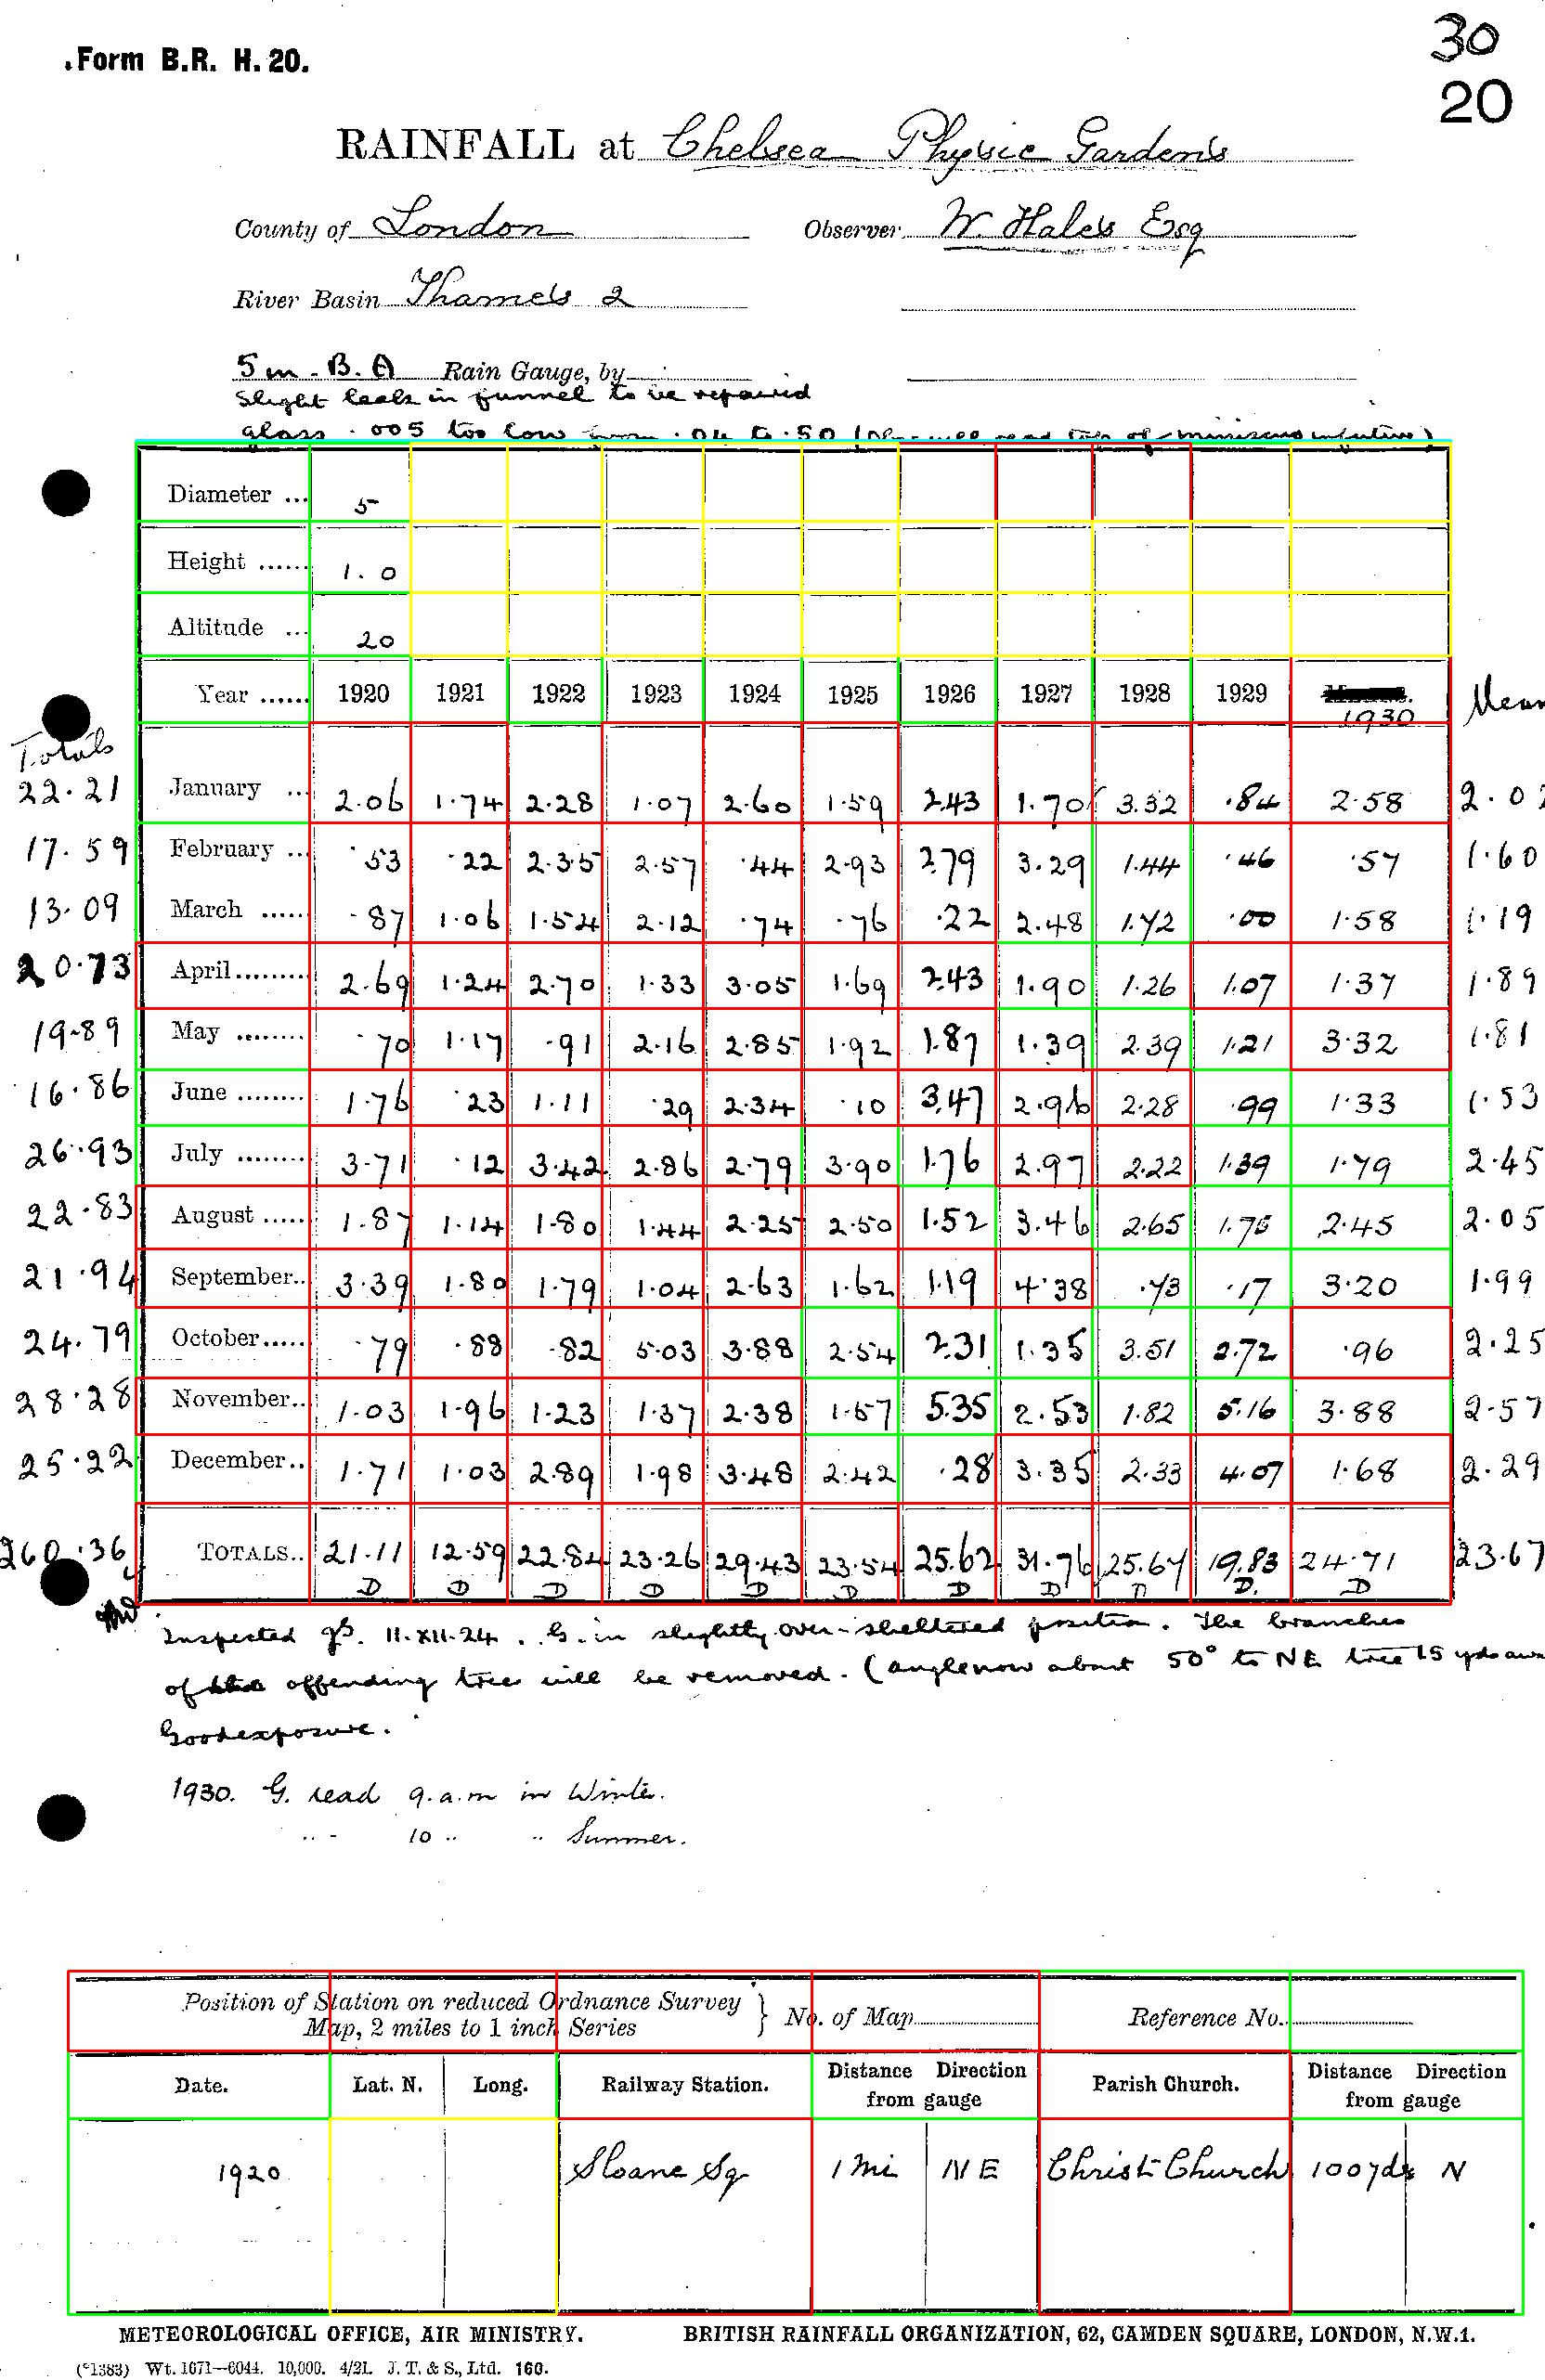 Form B.R. H. 20.
30
20
RAINFALL at Chelsea Physic Gardens
County of London Observer W. Hales Esq
River Basin Thames 2
5 in. B.A Rain Gauge, by
Slight leak in funnel to be repaired
glass .005 too low from .04 to .50 (Obs. will read top of miniscus in future)
Diameter ... 5
Height ...... 1.0
Altitude ... 20
Year ...... 1920 1921 1922 1923 1924 1925 1926 1927 1928 1929 1930 Mean
Totals
22.21 January ... 2.06 1.74 2.28 1.07 2.60 1.59 2.43 1.70 3.32 .84 2.58 2.02
17.59 February ... .53 .22 2.35 2.57 .44 2.93 2.79 3.29 1.44 .46 .57 1.60
13.09 March ..... .87 1.06 1.54 2.12 .74 .76 .22 2.48 1.72 .00 1.58 1.19
20.73 April ......... 2.69 1.24 2.70 1.33 3.05 1.69 2.43 1.90 1.26 1.07 1.37 1.89
19.89 May ........ .70 1.17 .91 2.16 2.85 1.92 1.87 1.39 2.39 1.21 3.32 1.81
16.86 June ........ 1.76 .23 1.11 .29 2.34 .10 3.47 2.96 2.28 .99 1.33 1.53
26.93 July ........ 3.71 .12 3.42 2.86 2.79 3.90 1.76 2.97 2.22 1.39 1.79 2.45
22.83 August ..... 1.87 1.14 1.80 1.44 2.25 2.50 1.52 3.46 2.65 1.75 2.45 2.05
21.94 September.. 3.39 1.80 1.79 1.04 2.63 1.62 1.19 4.38 .73 .17 3.20 1.99
24.79 October..... .79 .88 .82 5.03 3.88 2.54 2.31 1.35 3.51 2.72 .96 2.25
28.28 November.. 1.03 1.96 1.23 1.37 2.38 1.57 5.35 2.53 1.82 5.16 3.88 2.57
25.22 December.. 1.71 1.03 2.89 1.98 3.48 2.42 .28 3.35 2.33 4.07 1.68 2.29
260.36 TOTALS.. 21.11 12.59 22.84 23.26 29.43 23.54 25.62 31.76 25.67 19.83 24.71 23.67
D D D D D D D D D D. D
Inspected 11.XII.24. G. in slightly over-sheltered position. The branches
of offending tree will be removed. (angle now about 50° to NE tree 15 yds
Good exposure.
1930. G. read 9.a.m in Winter.
.. - 10 .. .. Summer.
Position of Station on reduced Ordnance Survey
Map, 2 miles to 1 inch Series } No. of Map Reference No.
Date. Lat. N. Long. Railway Station. Distance Direction from gauge Parish Church. Distance Direction from gauge
1920 Sloane Sq 1 mi NE Christ Church 100 yds N
METEOROLOGICAL OFFICE, AIR MINISTRY. BRITISH RAINFALL ORGANIZATION, 62, CAMDEN SQUARE, LONDON, N.W.1.
(*1383) Wt. 1671—6044. 10,000. 4/21. J. T. & S., Ltd. 160.